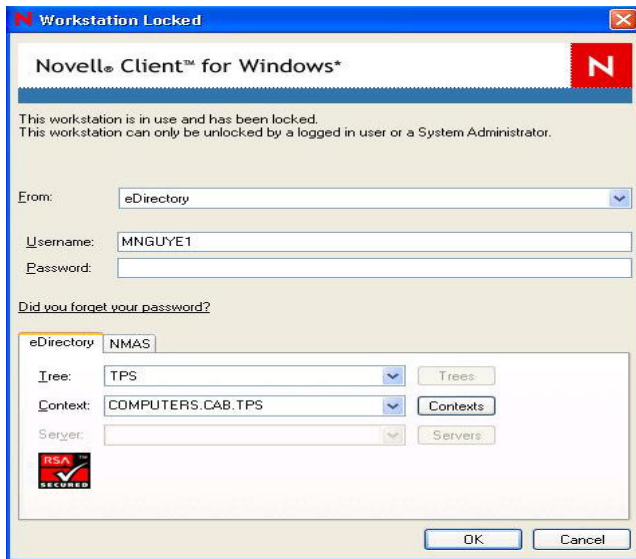 N Workstation Locked
Novell® Client™ for Windows*
N
This workstation is in use and has been locked.
This workstation can only be unlocked by a logged in user or a System Administrator.
From: eDirectory
Username: MNGUYE1
Password:
Did you forget your password?
eDirectory NMAS
Tree: TPS Trees
Context: COMPUTERS.CAB.TPS Contexts
Server: Servers
RSA™
SECURED
OK Cancel